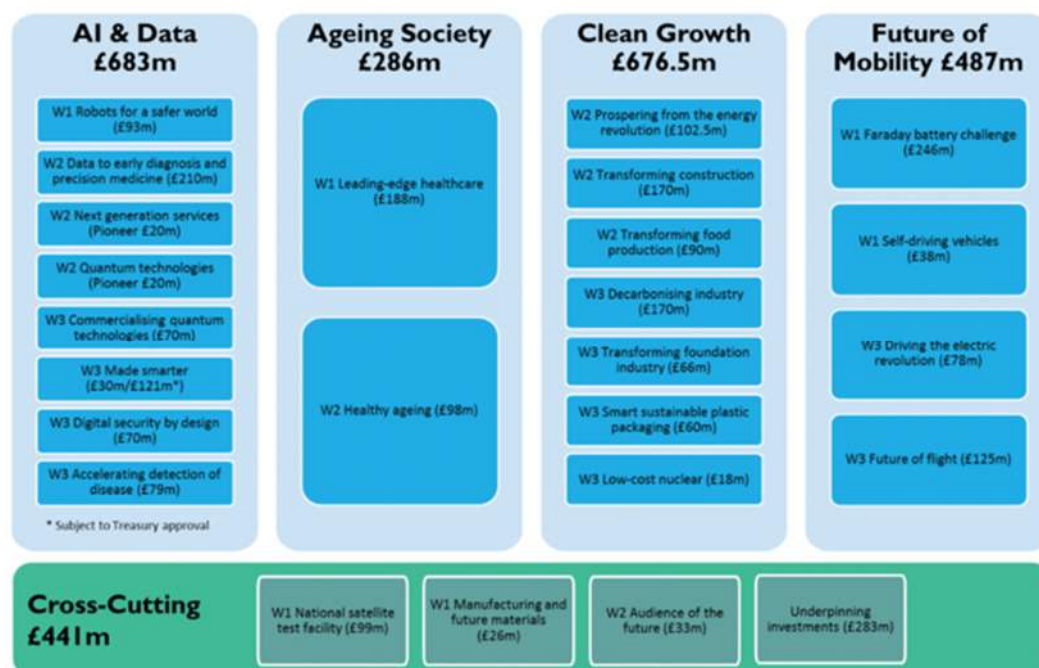 AI & Data
£683m
W1 Robots for a safer world
(£93m)
W2 Data to early diagnosis and
precision medicine (£210m)
W2 Next generation services
(Pioneer £20m)
W2 Quantum technologies
(Pioneer £20m)
W3 Commercialising quantum
technologies (£70m)
W3 Made smarter
(£30m/£121m*)
W3 Digital security by design
(£70m)
W3 Accelerating detection of
disease (£79m)
* Subject to Treasury approval
Ageing Society
£286m
W1 Leading-edge healthcare
(£188m)
W2 Healthy ageing (£98m)
Clean Growth
£676.5m
W2 Prospering from the energy
revolution (£102.5m)
W2 Transforming construction
(£170m)
W2 Transforming food
production (£90m)
W3 Decarbonising industry
(£170m)
W3 Transforming foundation
industry (£66m)
W3 Smart sustainable plastic
packaging (£60m)
W3 Low-cost nuclear (£18m)
Future of
Mobility £487m
W1 Faraday battery challenge
(£246m)
W1 Self-driving vehicles
(£38m)
W3 Driving the electric
revolution (£78m)
W3 Future of flight (£125m)
Cross-Cutting
£441m
W1 National satellite
test facility (£99m)
W1 Manufacturing and
future materials
(£26m)
W2 Audience of the
future (£33m)
Underpinning
investments (£283m)